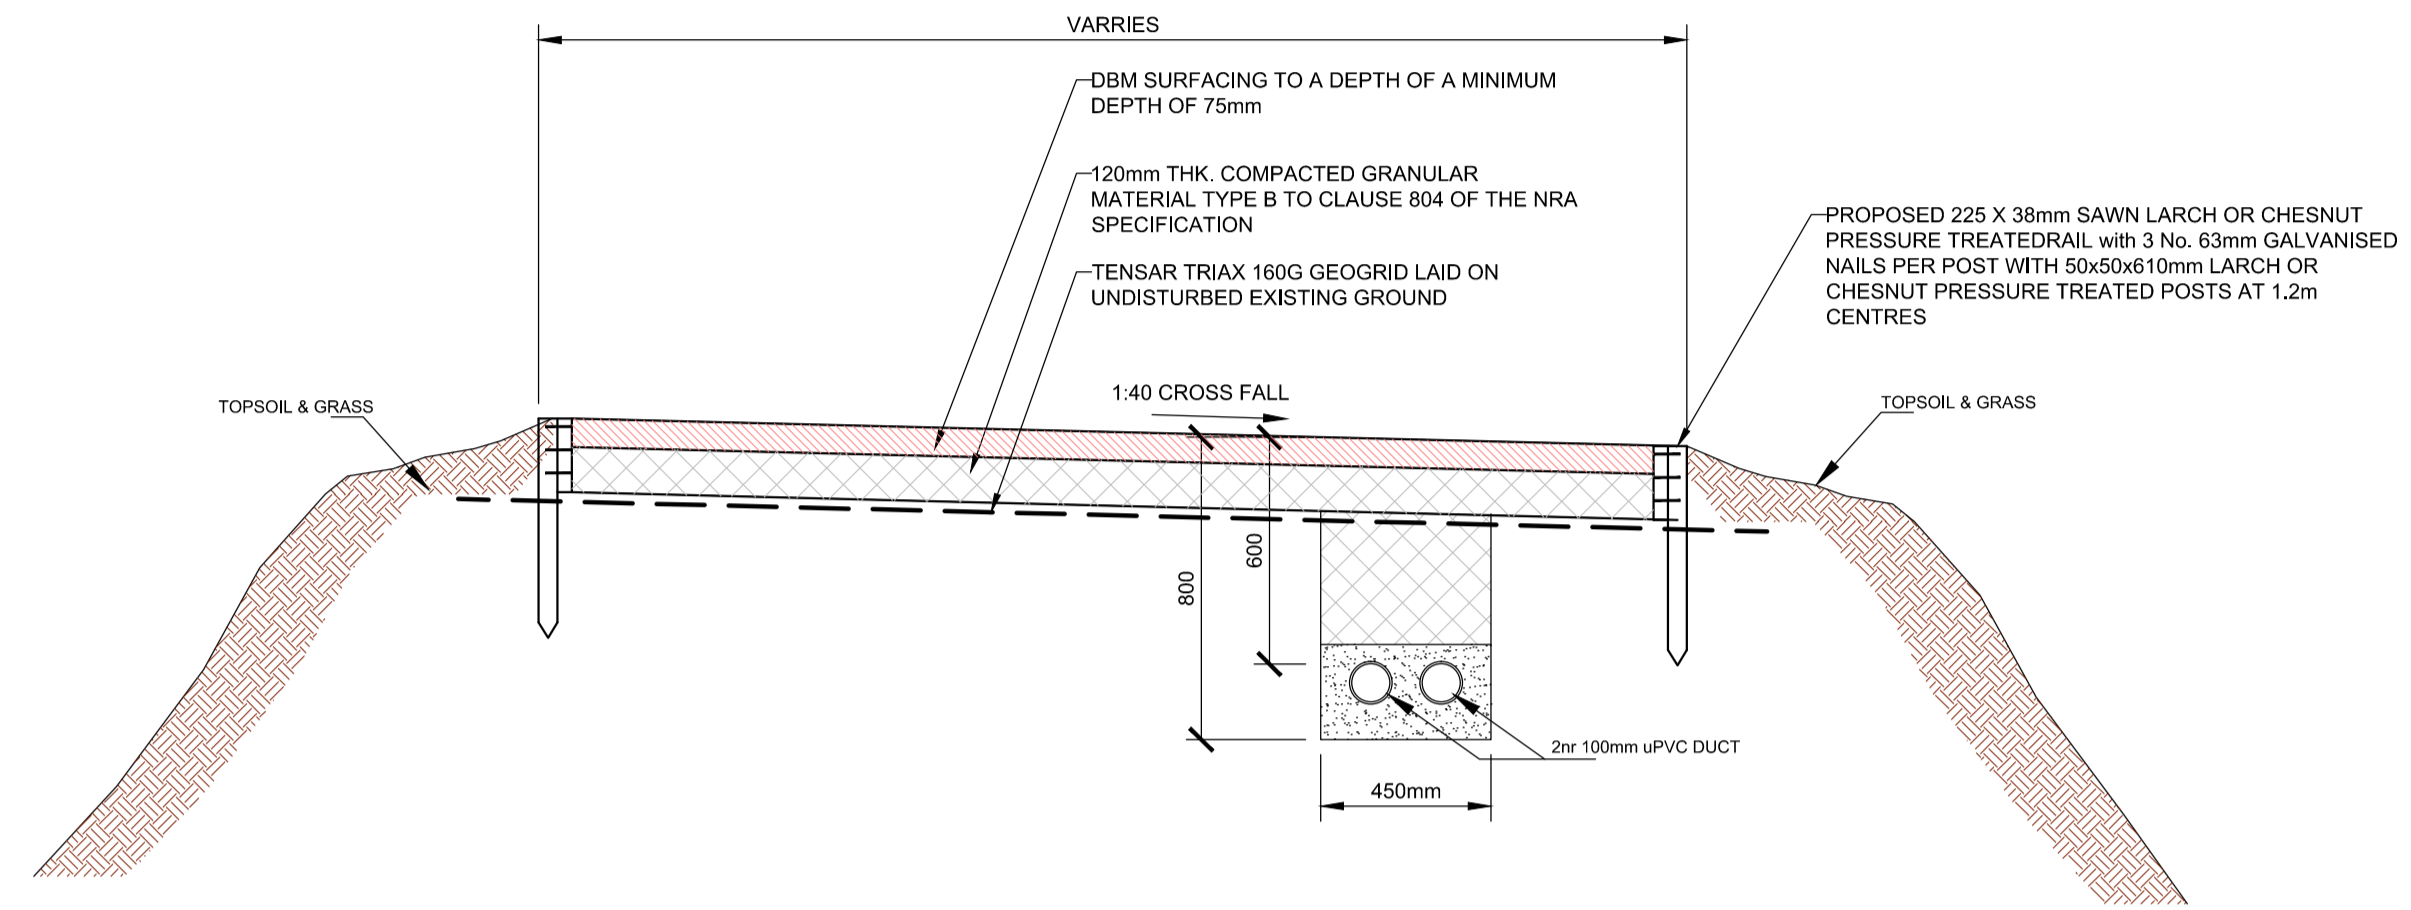 VARRIES
DBM SURFACING TO A DEPTH OF A MINIMUM
DEPTH OF 75mm
120mm THK. COMPACTED GRANULAR
MATERIAL TYPE B TO CLAUSE 804 OF THE NRA
SPECIFICATION
TENSAR TRIAX 160G GEOGRID LAID ON
UNDISTURBED EXISTING GROUND
PROPOSED 225 X 38mm SAWN LARCH OR CHESNUT
PRESSURE TREATEDRAIL with 3 No. 63mm GALVANISED
NAILS PER POST WITH 50x50x610mm LARCH OR
CHESNUT PRESSURE TREATED POSTS AT 1.2m
CENTRES
1:40 CROSS FALL
TOPSOIL & GRASS
TOPSOIL & GRASS
600
800
2nr 100mm uPVC DUCT
450mm